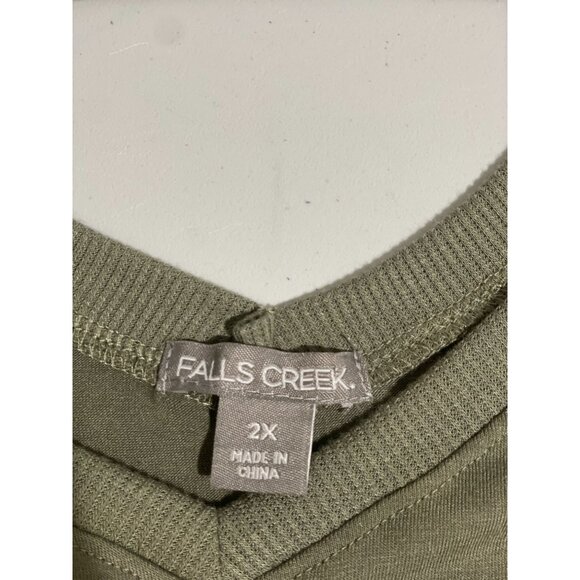 FALLS CREEK.
2X
MADE IN
CHINA